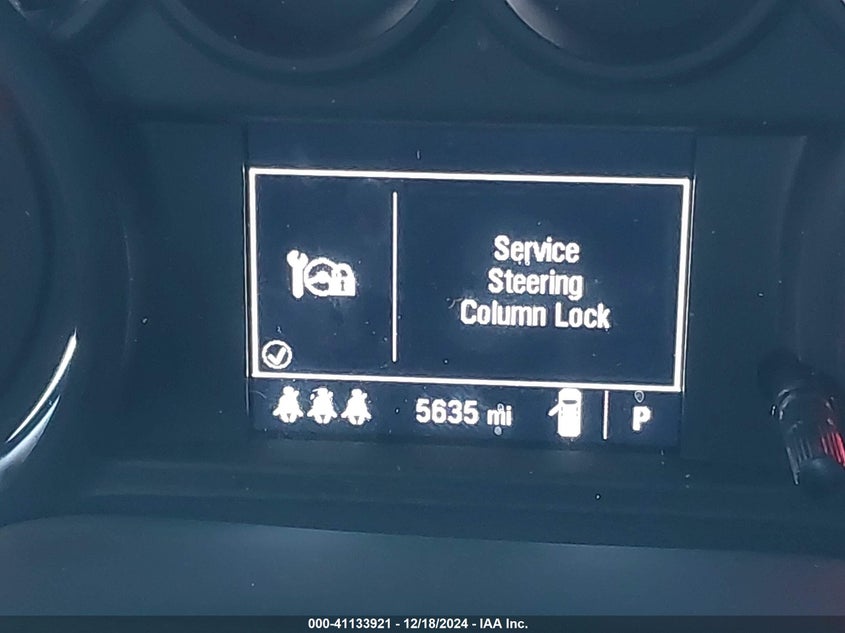 Service
Steering
Column Lock
5635 mi
P
000-41133921 - 12/18/2024 - IAA Inc.